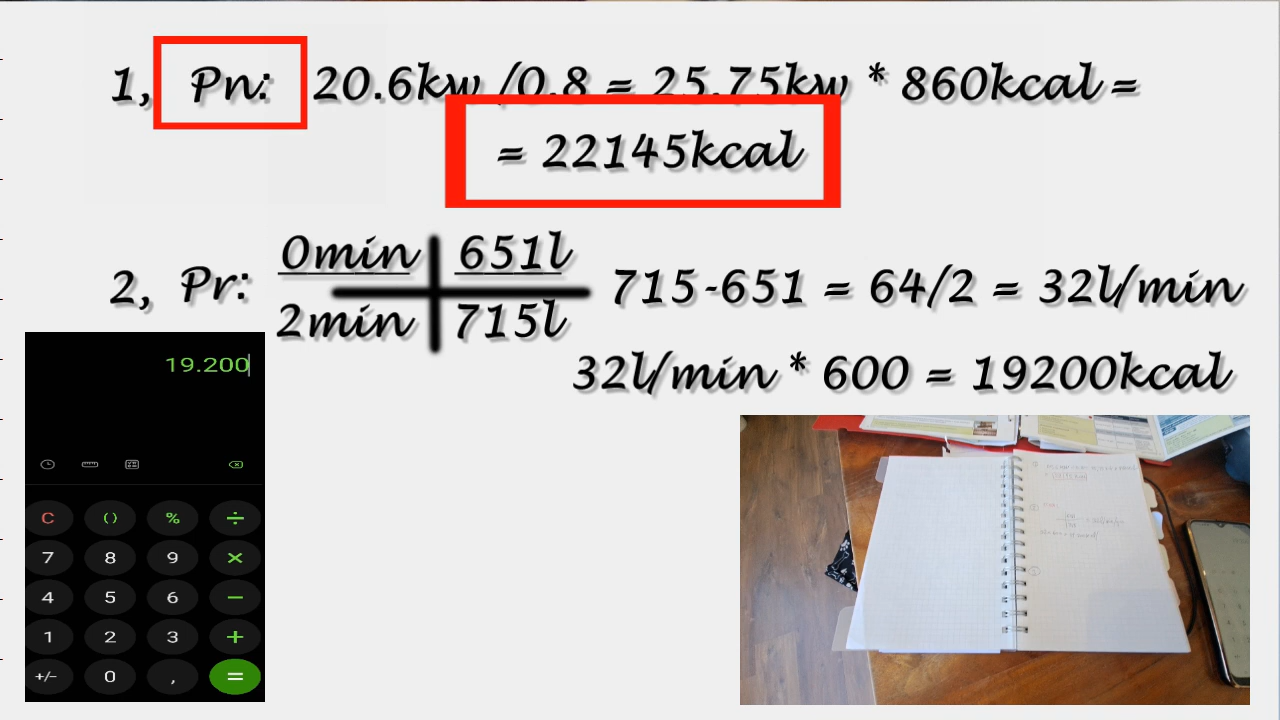 1, Pn: 20.6kw /0.8 = 25.75kw * 860kcal =
= 22145kcal
2, Pr:
0min 651l
2min 715l
715-651 = 64/2 = 32l/min
32l/min * 600 = 19200kcal
19.200
C () % ÷
7 8 9 ×
4 5 6 −
1 2 3 +
+/− 0 , =